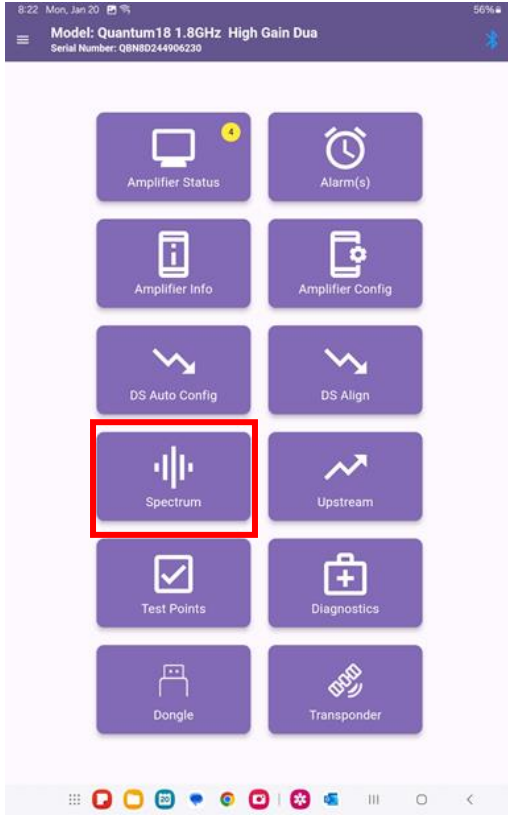 8:22 Mon, Jan 20
56%
Model: Quantum18 1.8GHz High Gain Dua
Serial Number: QBN8D244906230
4
Amplifier Status
Alarm(s)
Amplifier Info
Amplifier Config
DS Auto Config
DS Align
Spectrum
Upstream
Test Points
Diagnostics
Dongle
Transponder
20